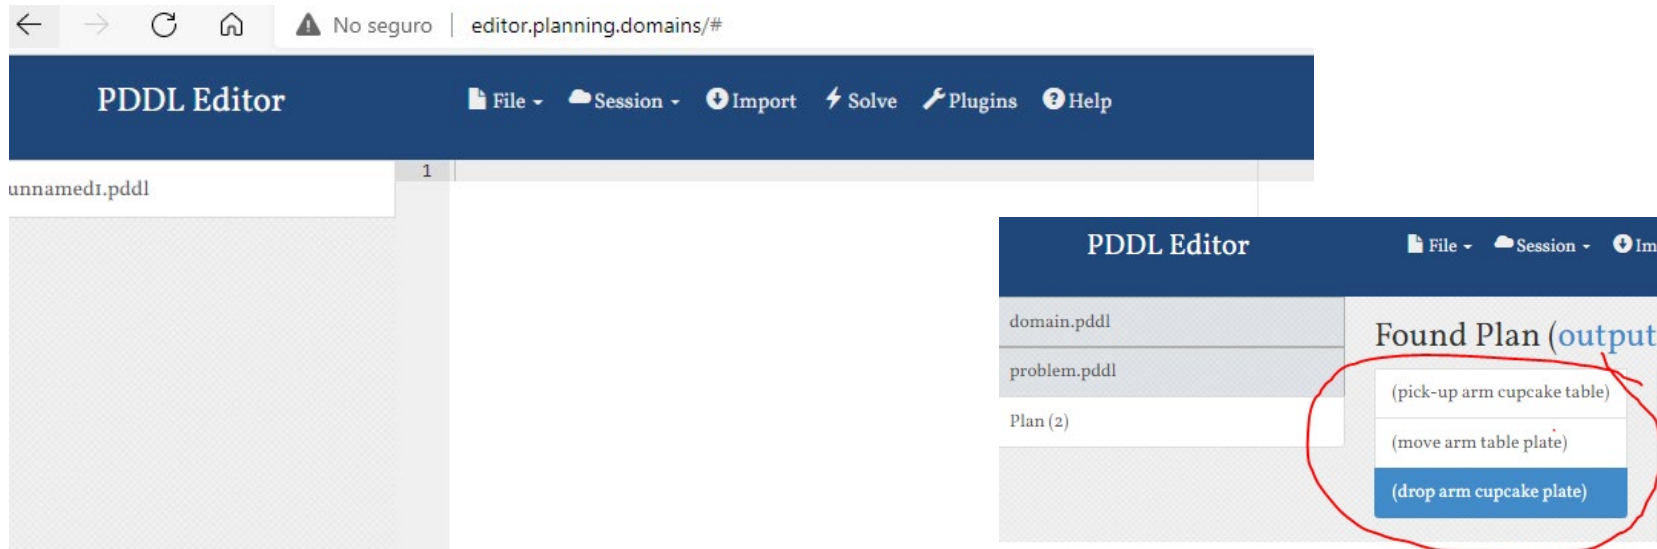 No seguro | editor.planning.domains/#
PDDL Editor File Session Import Solve Plugins Help
unnamed1.pddl
1
PDDL Editor File Session
domain.pddl
problem.pddl
Plan (2)
Found Plan (output
(pick-up arm cupcake table)
(move arm table plate)
(drop arm cupcake plate)